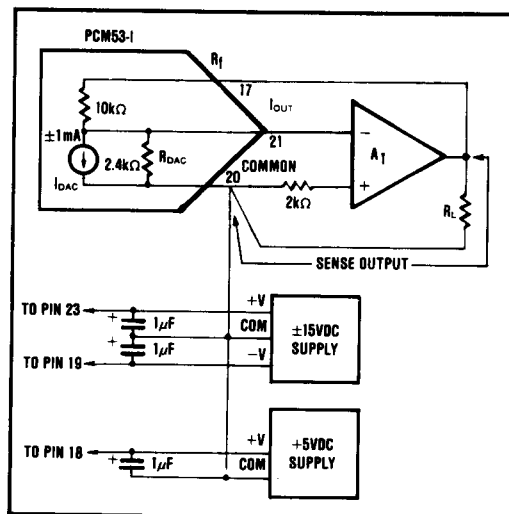 PCM53-I
Rf
17
IOUT
10kΩ
±1mA
21
−
RDAC
COMMON
A1
2.4kΩ
IDAC
20
+
2kΩ
RL
SENSE OUTPUT
+V
TO PIN 23
+
1μF
COM
±15VDC
SUPPLY
+
1μF
−V
TO PIN 19
+V
TO PIN 18
+5VDC
SUPPLY
+
1μF
COM